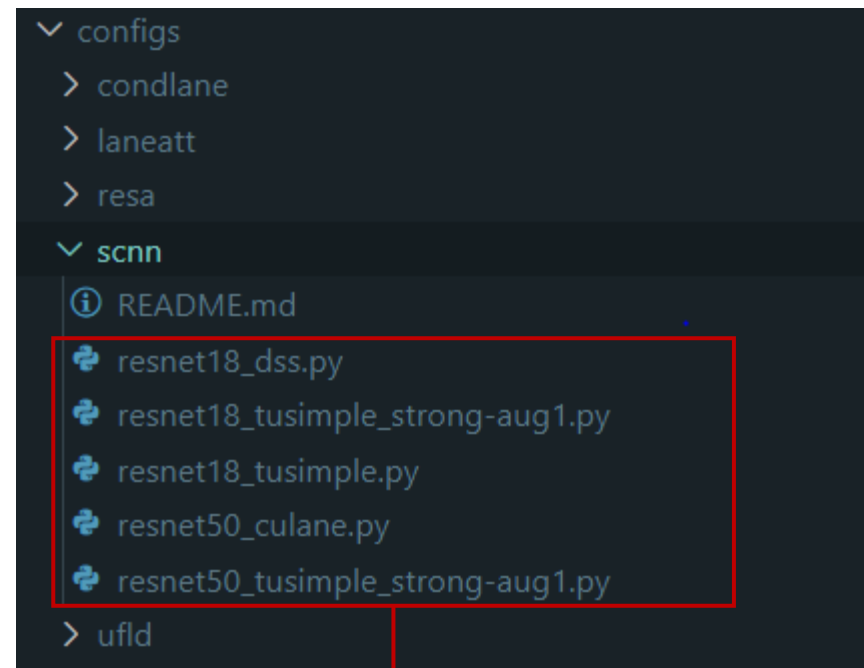 configs
condlane
laneatt
resa
scnn
README.md
resnet18_dss.py
resnet18_tusimple_strong-aug1.py
resnet18_tusimple.py
resnet50_culane.py
resnet50_tusimple_strong-aug1.py
ufld